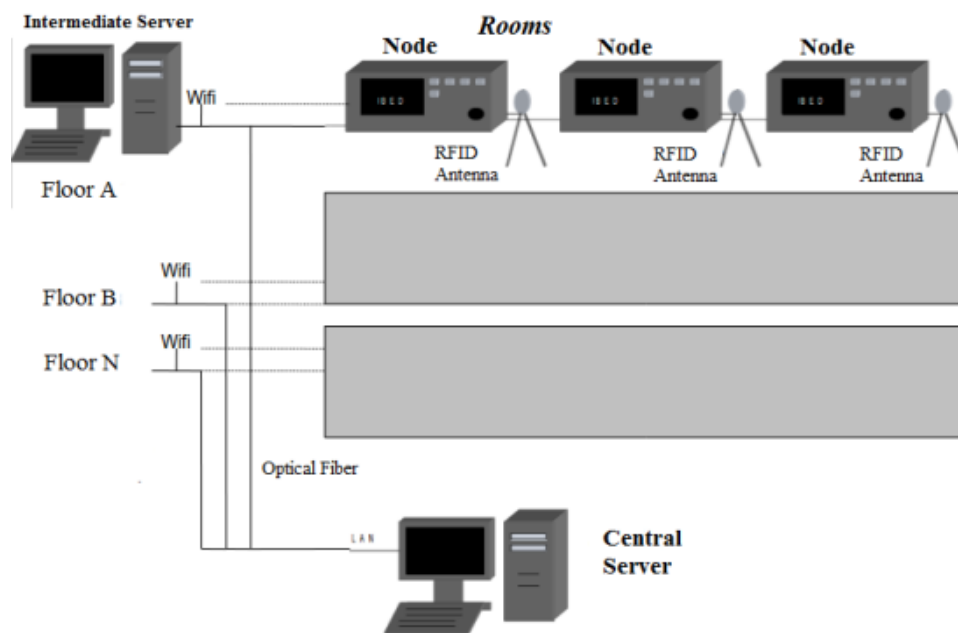 Intermediate Server
Rooms
Node
Node
Node
Wifi
RFID
Antenna
RFID
Antenna
RFID
Antenna
Floor A
Wifi
Floor B
Wifi
Floor N
Optical Fiber
LAN
Central
Server